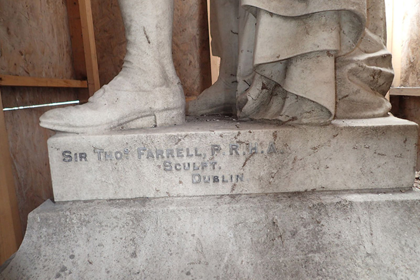 Sir Thos Farrell, P. R. H. A.
Sculpt.
Dublin